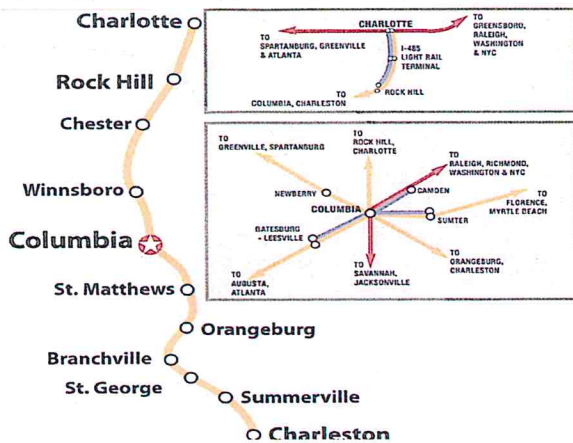 Charlotte
Rock Hill
Chester
Winnsboro
Columbia
St. Matthews
Orangeburg
Branchville
St. George
Summerville
Charleston
CHARLOTTE
TO
SPARTANBURG, GREENVILLE
& ATLANTA
TO
GREENSBORO,
RALEIGH,
WASHINGTON
& NYC
I-485
LIGHT RAIL
TERMINAL
TO
COLUMBIA, CHARLESTON
ROCK HILL
TO
GREENVILLE, SPARTANBURG
TO
ROCK HILL,
CHARLOTTE
TO
RALEIGH, RICHMOND,
WASHINGTON & NYC
NEWBERRY
CAMDEN
COLUMBIA
TO
FLORENCE,
MYRTLE BEACH
SUMTER
BATESBURG
- LEESVILLE
TO
AUGUSTA,
ATLANTA
TO
SAVANNAH,
JACKSONVILLE
TO
ORANGEBURG,
CHARLESTON